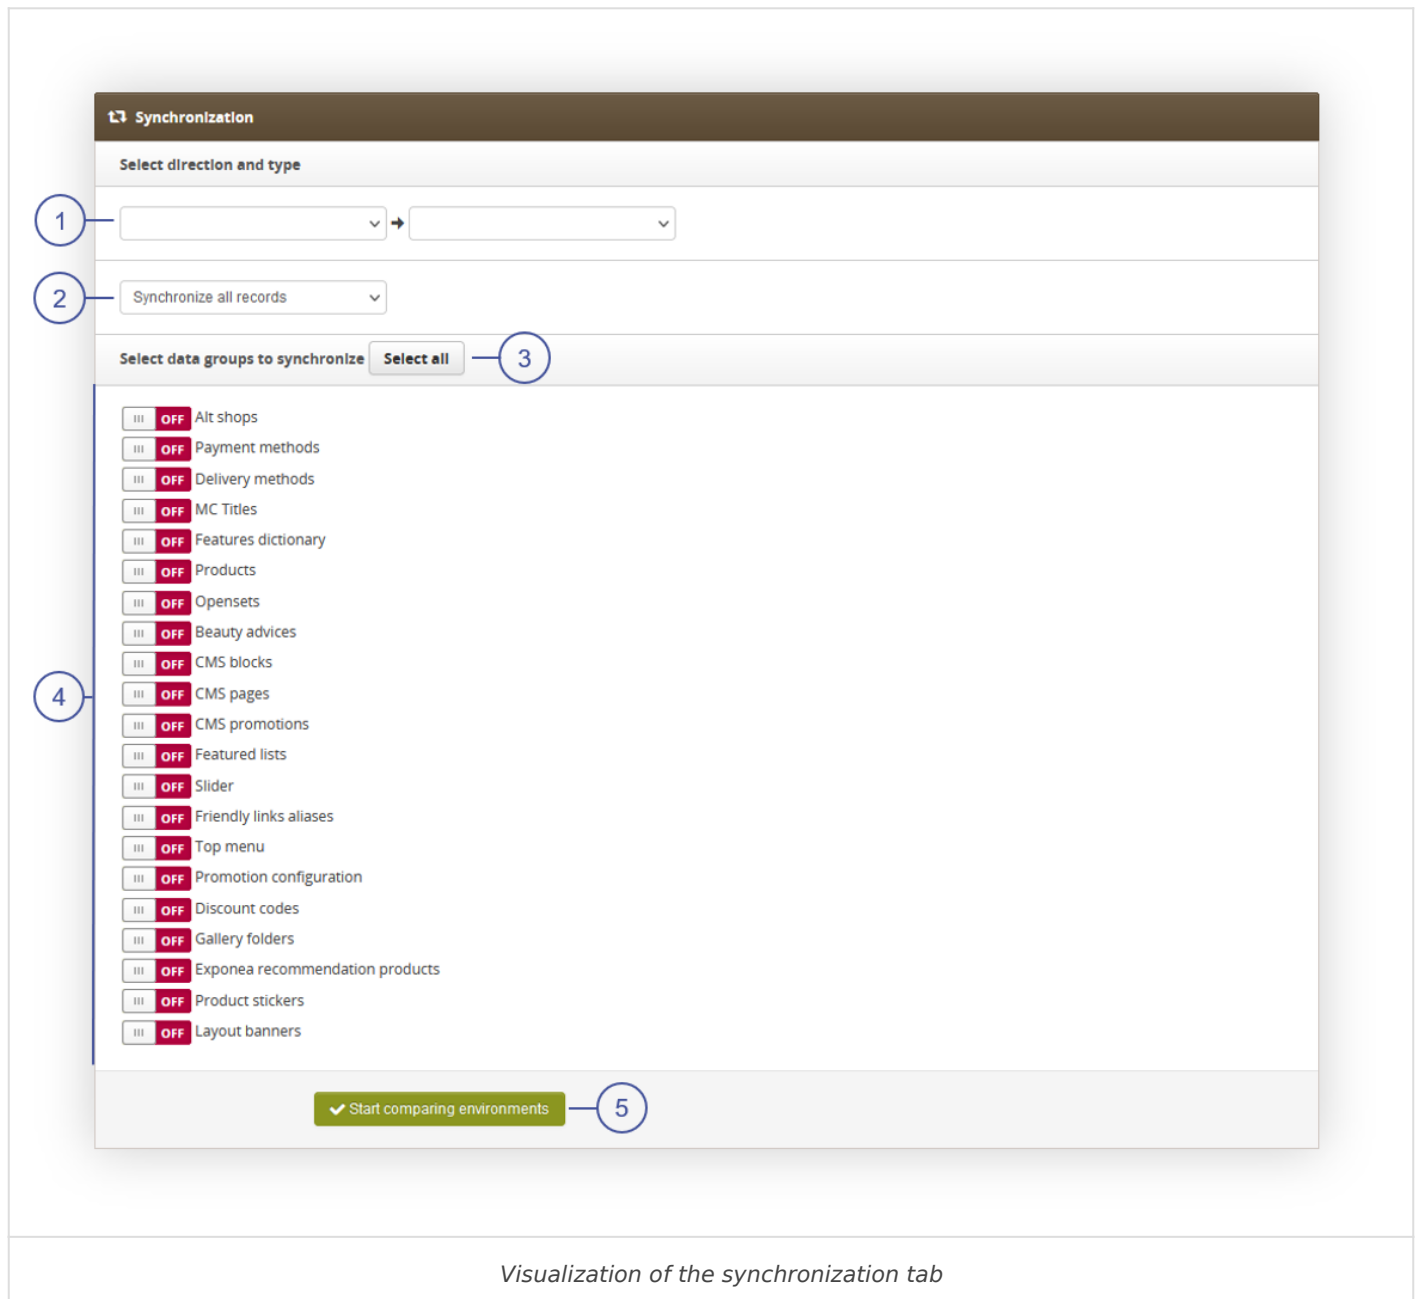 Synchronization
Select direction and type
1
2 Synchronize all records
Select data groups to synchronize Select all 3
OFF Alt shops
OFF Payment methods
OFF Delivery methods
OFF MC Titles
OFF Features dictionary
OFF Products
OFF Opensets
OFF Beauty advices
OFF CMS blocks
4 OFF CMS pages
OFF CMS promotions
OFF Featured lists
OFF Slider
OFF Friendly links aliases
OFF Top menu
OFF Promotion configuration
OFF Discount codes
OFF Gallery folders
OFF Exponea recommendation products
OFF Product stickers
OFF Layout banners
Start comparing environments 5
Visualization of the synchronization tab